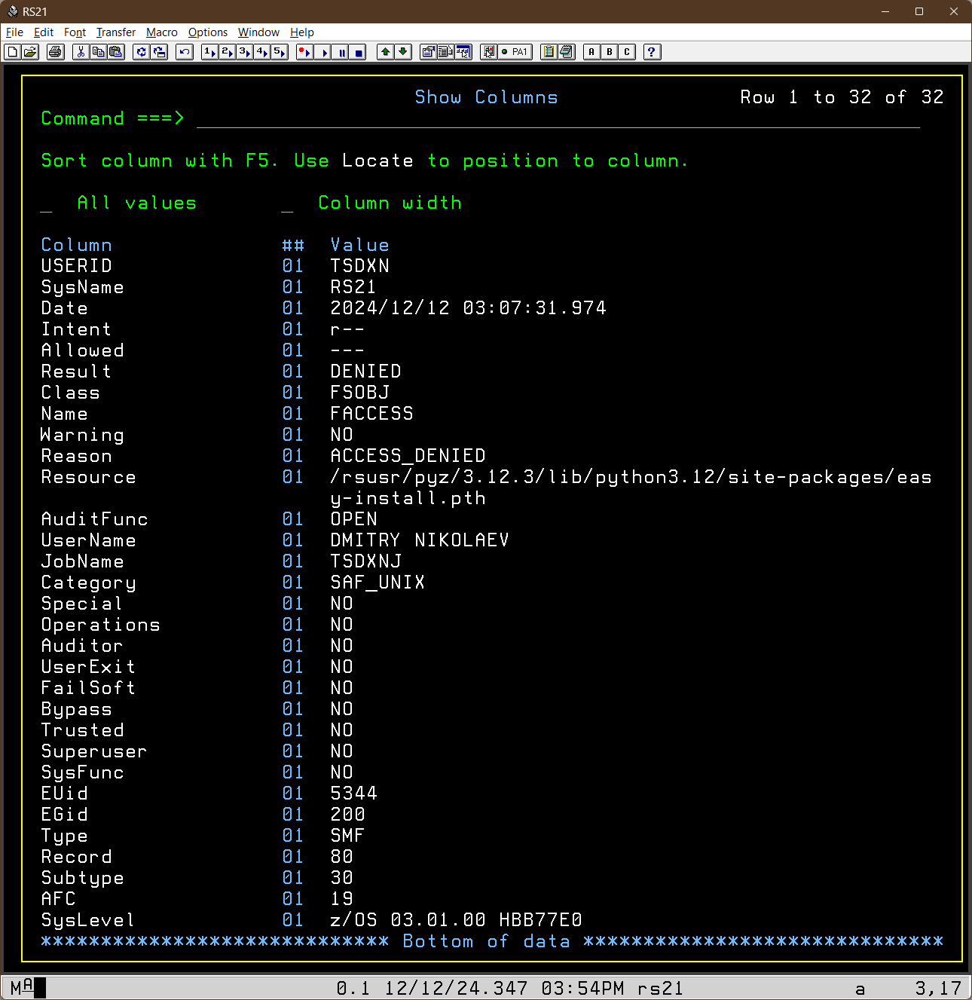 RS21
File Edit Font Transfer Macro Options Window Help
1 2 3 4 5 PA1 A B C ?
Show Columns Row 1 to 32 of 32
Command ===>
Sort column with F5. Use Locate to position to column.
_ All values _ Column width
Column ## Value
USERID 01 TSDXN
SysName 01 RS21
Date 01 2024/12/12 03:07:31.974
Intent 01 r--
Allowed 01 ---
Result 01 DENIED
Class 01 FSOBJ
Name 01 FACCESS
Warning 01 NO
Reason 01 ACCESS_DENIED
Resource 01 /rsusr/pyz/3.12.3/lib/python3.12/site-packages/eas
y-install.pth
AuditFunc 01 OPEN
UserName 01 DMITRY NIKOLAEV
JobName 01 TSDXNJ
Category 01 SAF_UNIX
Special 01 NO
Operations 01 NO
Auditor 01 NO
UserExit 01 NO
FailSoft 01 NO
Bypass 01 NO
Trusted 01 NO
Superuser 01 NO
SysFunc 01 NO
EUid 01 5344
EGid 01 200
Type 01 SMF
Record 01 80
Subtype 01 30
AFC 01 19
SysLevel 01 z/OS 03.01.00 HBB77E0
***************************** Bottom of data ******************************
MA 0.1 12/12/24.347 03:54PM rs21 a 3,17